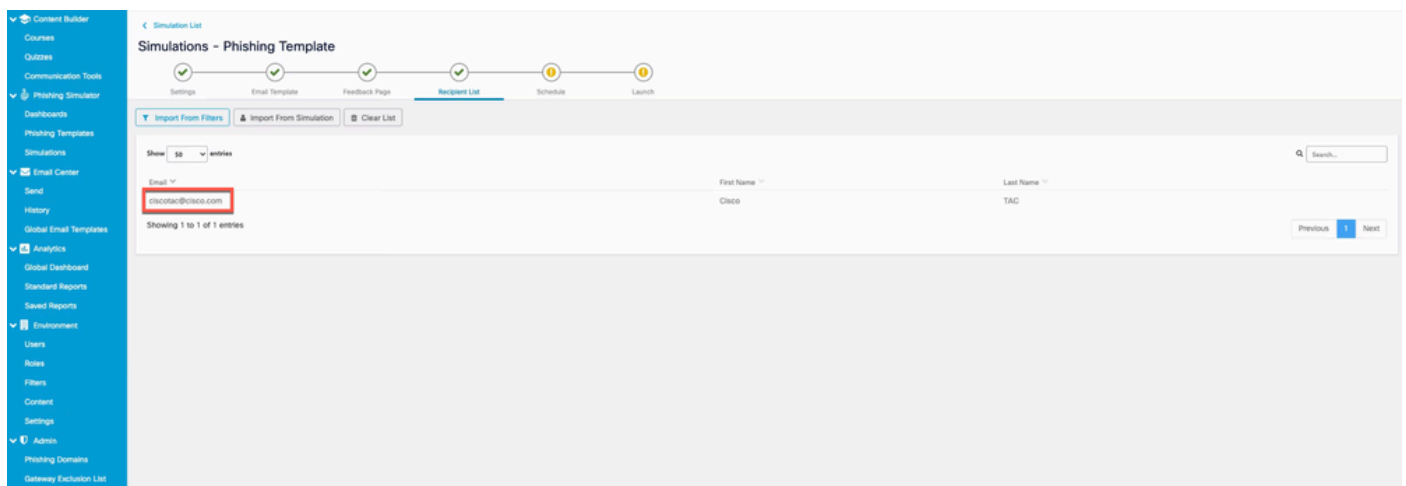 Content Builder
Courses
Quizzes
Communication Tools
Phishing Simulator
Dashboards
Phishing Templates
Simulations
Email Center
Send
History
Global Email Templates
Analytics
Global Dashboard
Standard Reports
Saved Reports
Environment
Users
Roles
Filters
Content
Settings
Admin
Phishing Domains
Gateway Exclusion List
Simulation List
Simulations - Phishing Template
Settings Email Template Feedback Page Recipient List Schedule Launch
Import From Filters Import From Simulation Clear List
Show 50 entries Search...
Email First Name Last Name
ciscotac@cisco.com Cisco TAC
Showing 1 to 1 of 1 entries Previous 1 Next